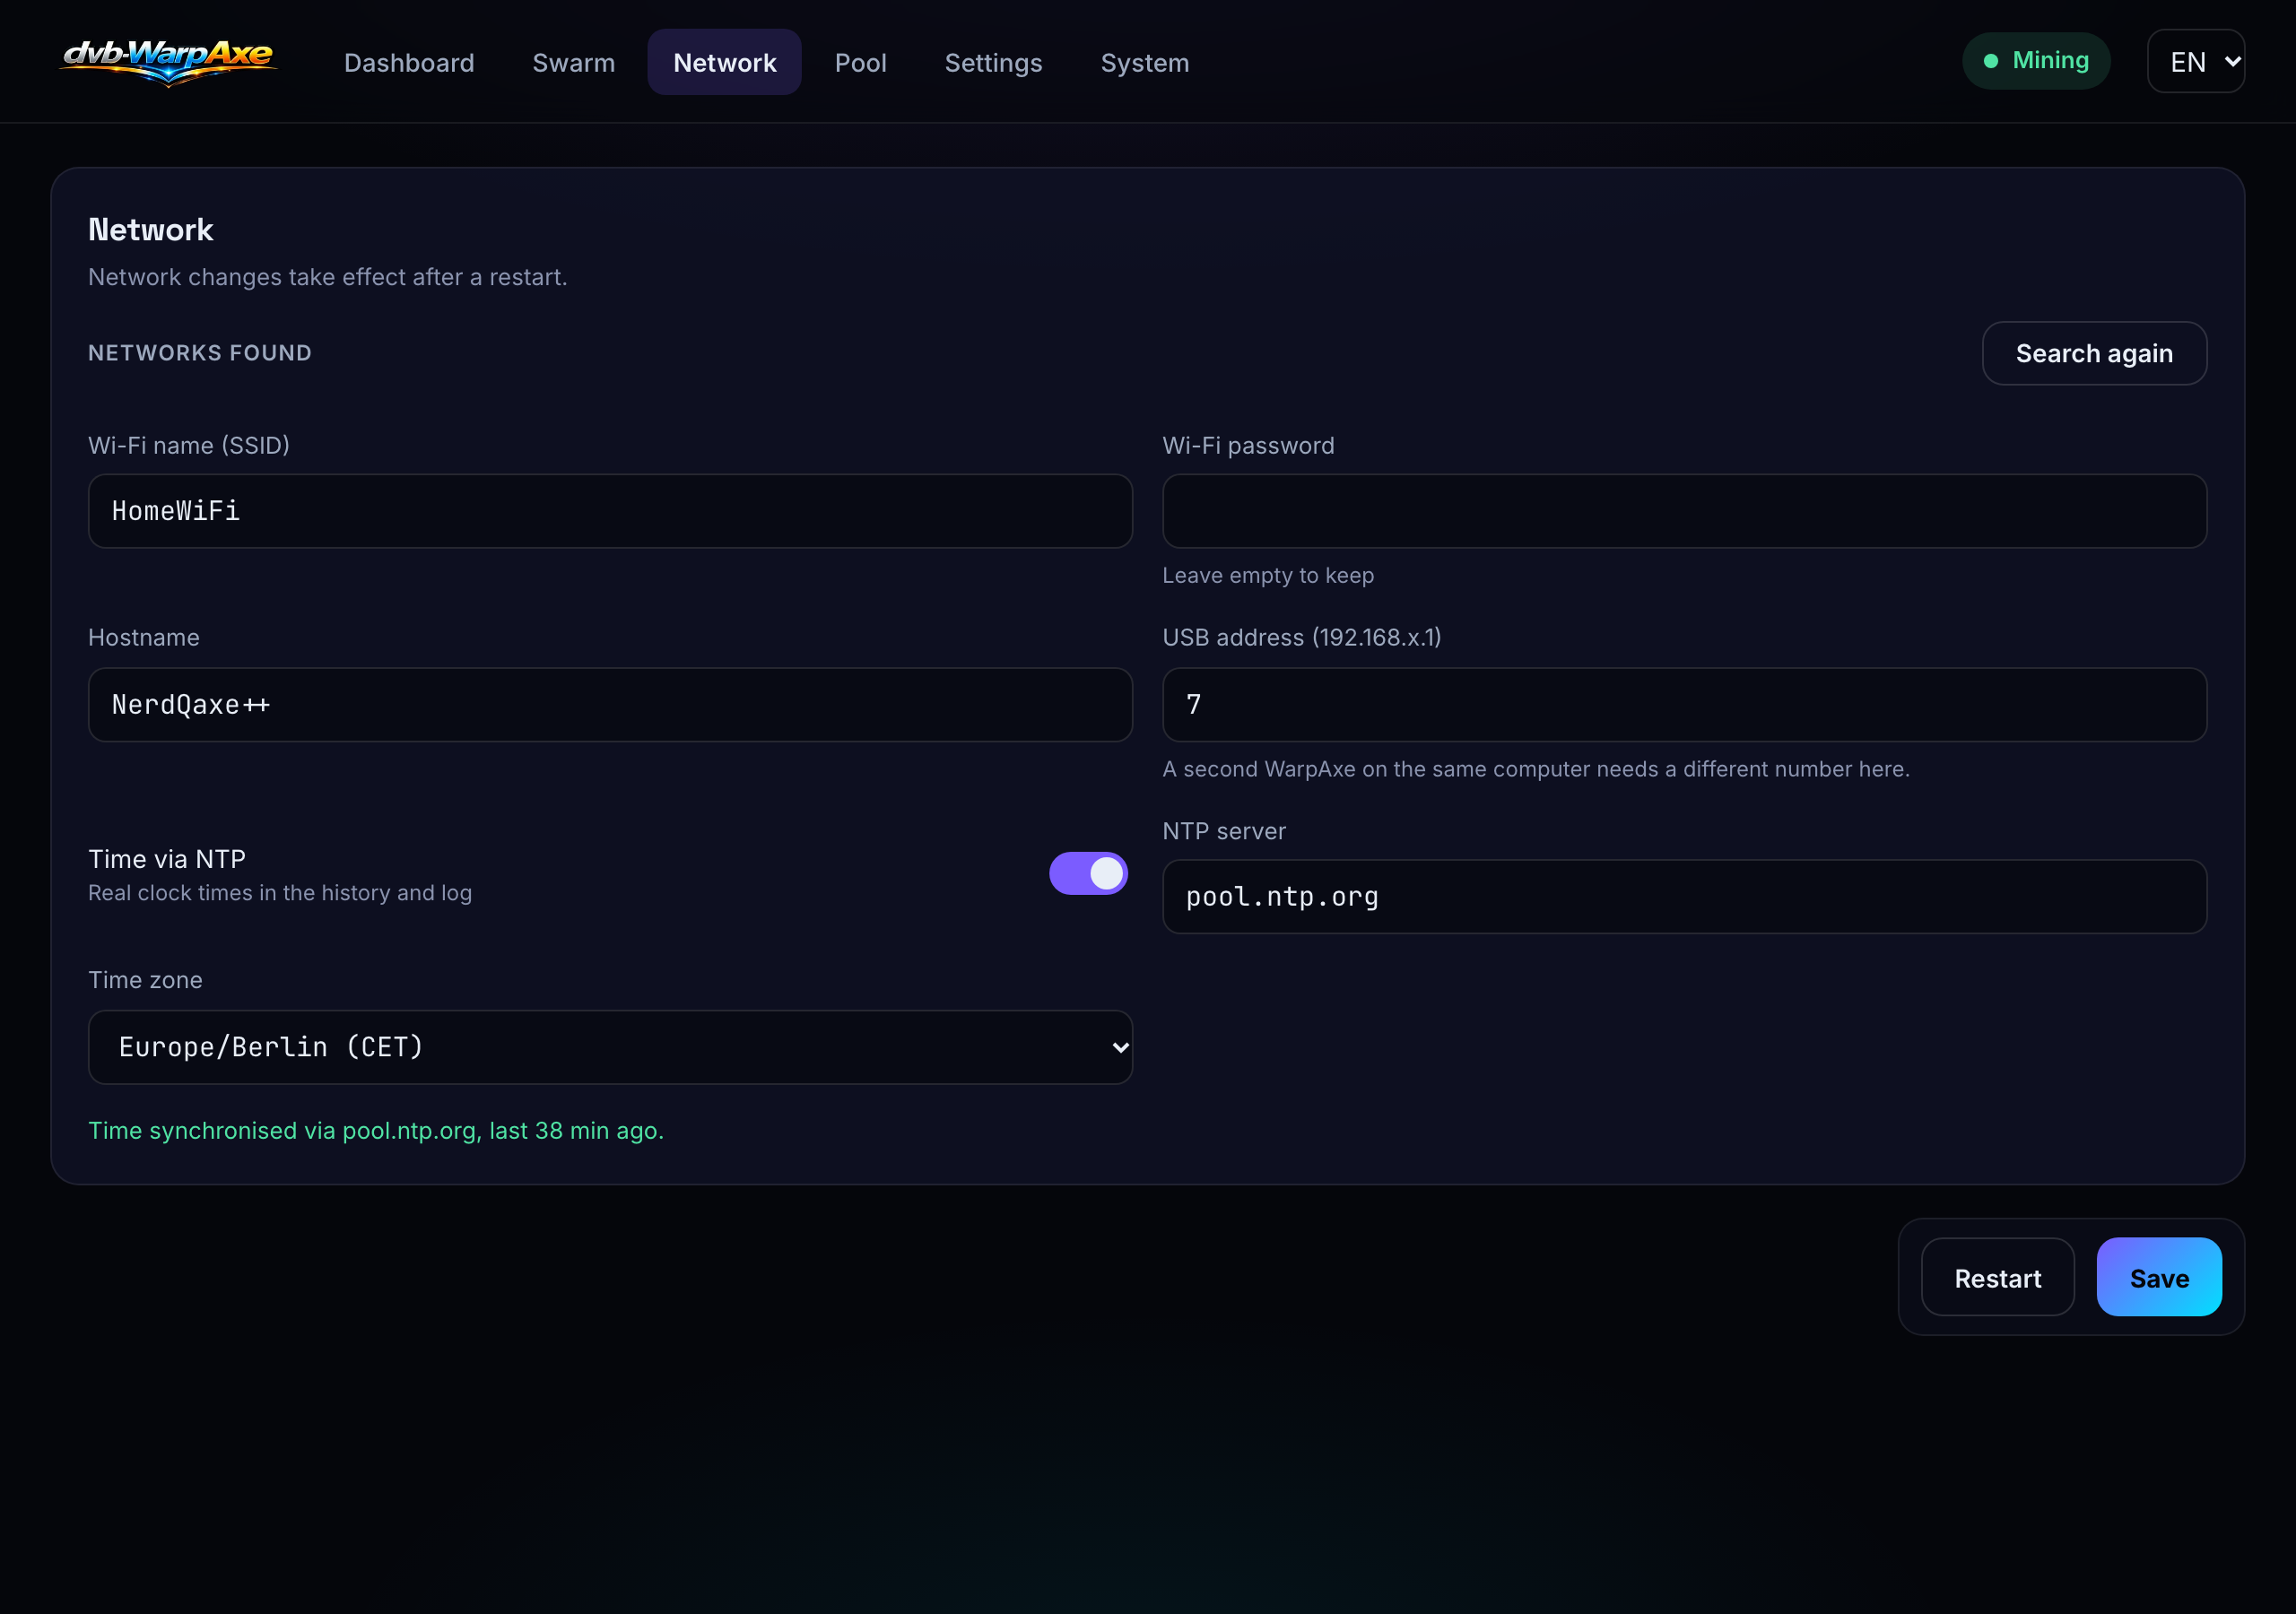 dvb-WarpAxe
Dashboard
Swarm
Network
Pool
Settings
System
Mining
EN
Network
Network changes take effect after a restart.
NETWORKS FOUND
Search again
Wi-Fi name (SSID)
HomeWiFi
Wi-Fi password
Leave empty to keep
Hostname
NerdQaxe++
USB address (192.168.x.1)
7
A second WarpAxe on the same computer needs a different number here.
Time via NTP
Real clock times in the history and log
NTP server
pool.ntp.org
Time zone
Europe/Berlin (CET)
Time synchronised via pool.ntp.org, last 38 min ago.
Restart
Save